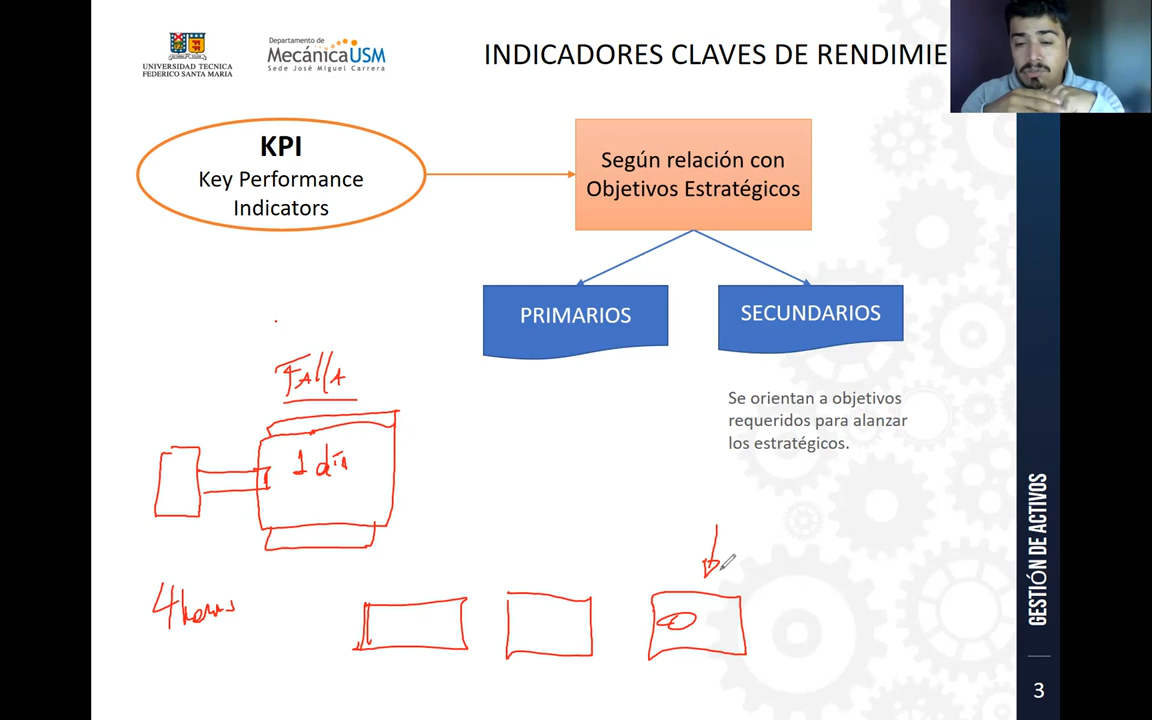 UNIVERSIDAD TECNICA
FEDERICO SANTA MARIA
Departamento de
MecánicaUSM
Sede José Miguel Carrera
INDICADORES CLAVES DE RENDIMIE
KPI
Key Performance
Indicators
Según relación con
Objetivos Estratégicos
PRIMARIOS
SECUNDARIOS
Se orientan a objetivos
requeridos para alanzar
los estratégicos.
FAllA
1 día
4 horas
GESTIÓN DE ACTIVOS
3